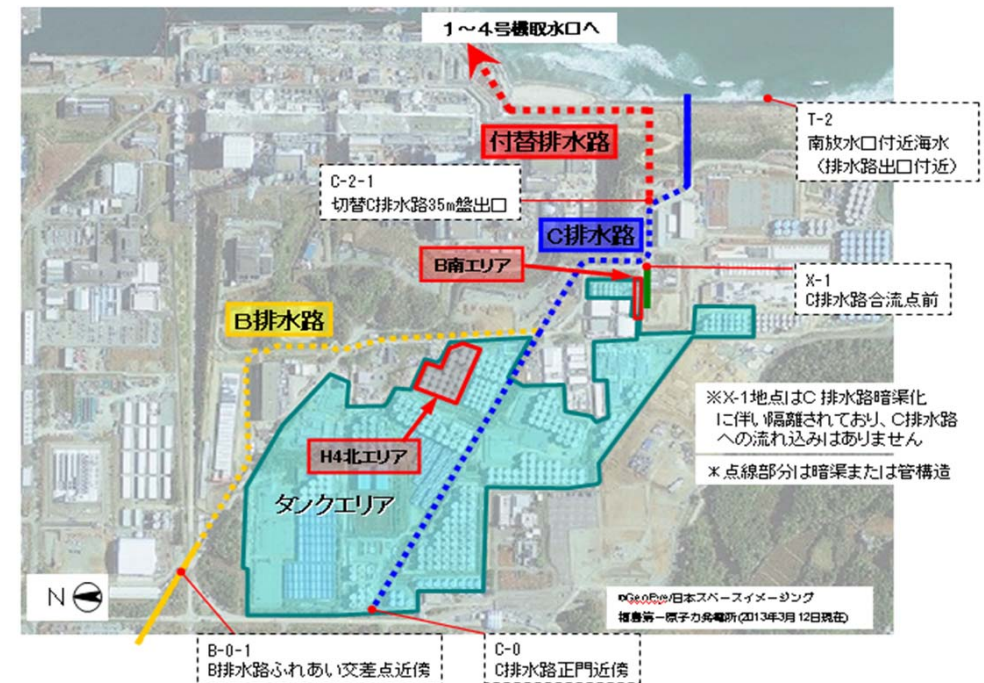 1～4号機取水口へ
付替排水路
T-2
南放水口付近海水
（排水路出口付近）
C-2-1
切替C排水路35m盤出口
C排水路
B南エリア
X-1
C排水路合流点前
B排水路
※X-1地点はC 排水路暗渠化
に伴い隔離されており、C排水路
への流れ込みはありません
H4北エリア
＊点線部分は暗渠または管構造
タンクエリア
N
©GeoEye/日本スペースイメージング
福島第一原子力発電所(2013年3月12日現在)
B-0-1
B排水路ふれあい交差点近傍
C-0
C排水路正門近傍